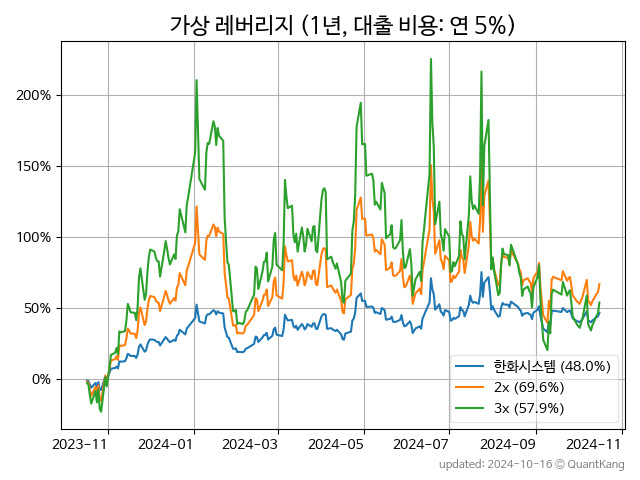 가상 레버리지 (1년, 대출 비용: 연 5%)
200%
150%
100%
50%
0%
한화시스템 (48.0%)
2x (69.6%)
3x (57.9%)
2023-11 2024-01 2024-03 2024-05 2024-07 2024-09 2024-11
updated: 2024-10-16 © QuantKang